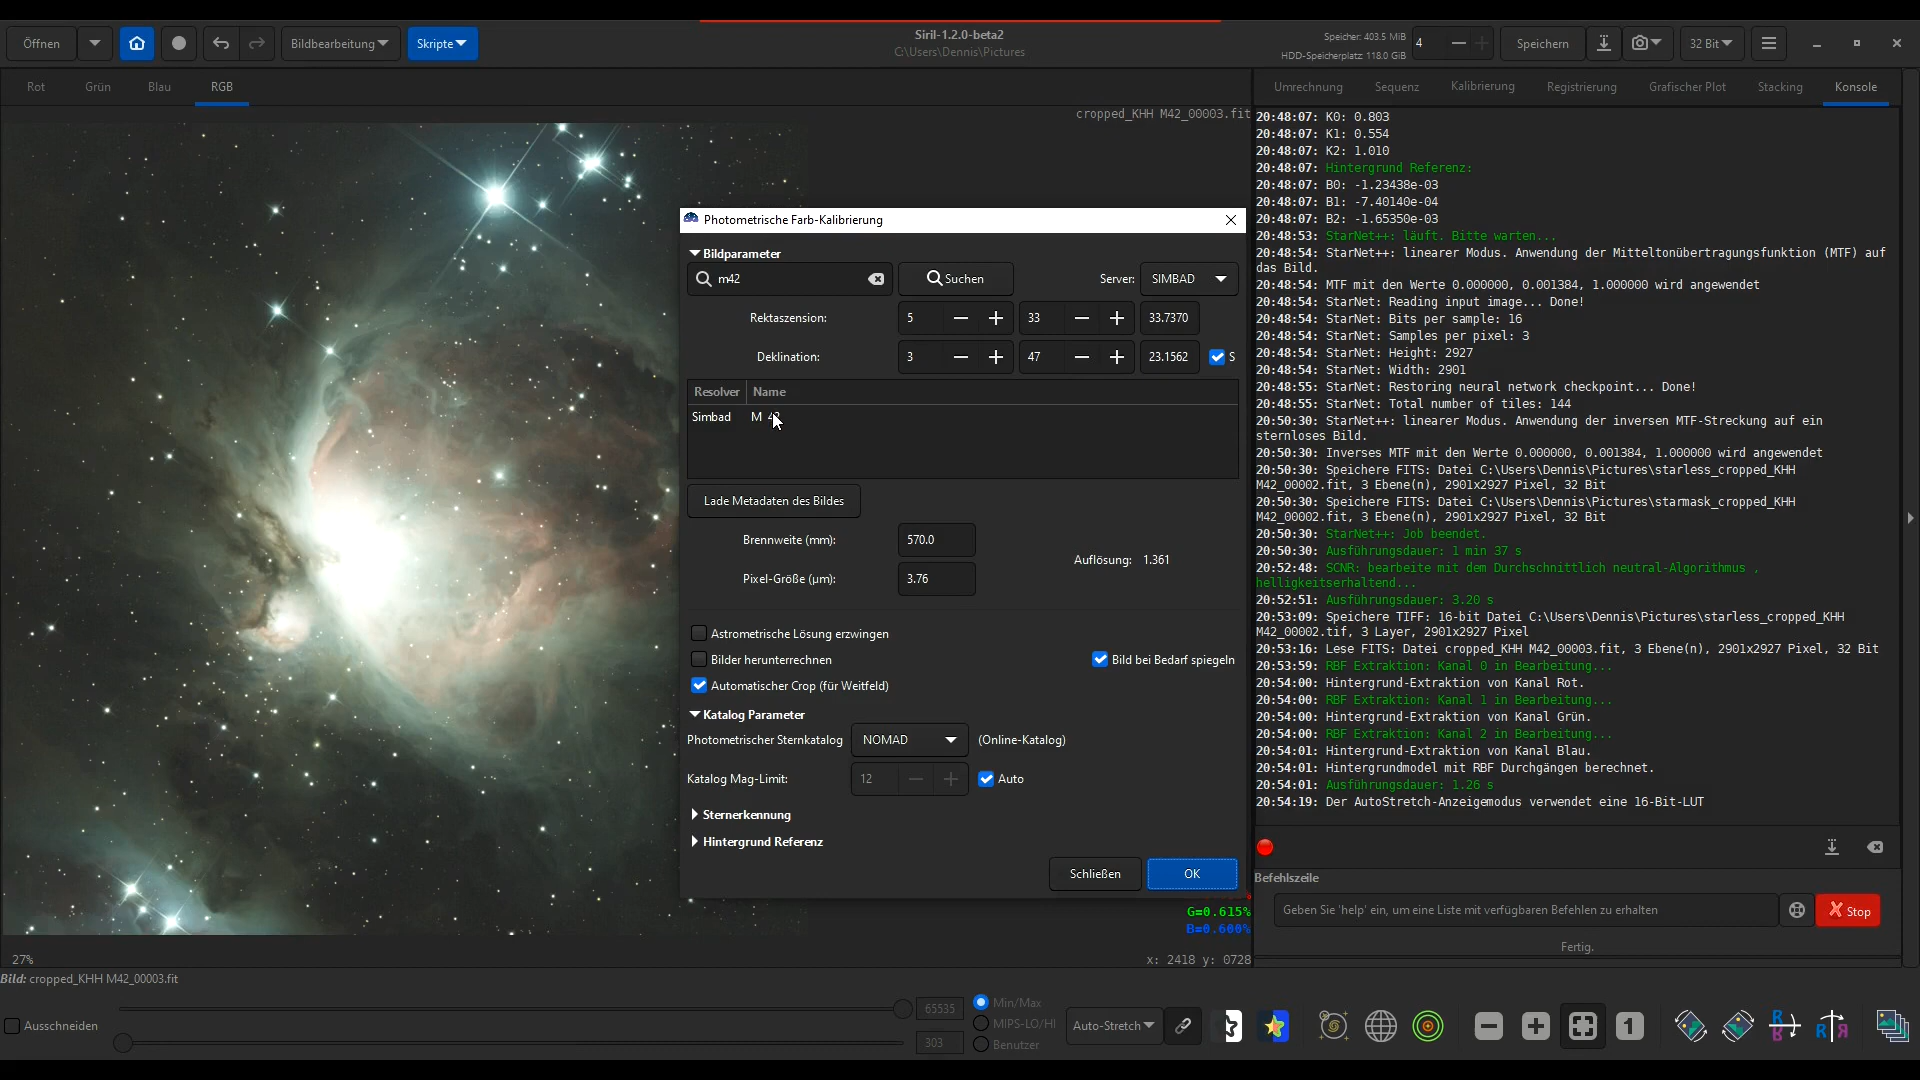 Siril-1.2.0-beta2
C:\Users\Dennis\Pictures
Öffnen
Bildbearbeitung
Skripte
Speicher: 403.5 MiB
HDD-Speicherplatz: 118.0 GiB
4
Speichern
32 Bit
Rot
Grün
Blau
RGB
Umrechnung
Sequenz
Kalibrierung
Registrierung
Grafischer Plot
Stacking
Konsole
cropped_KHH M42_00003.fit
Photometrische Farb-Kalibrierung
Bildparameter
m42
Suchen
Server:
SIMBAD
Rektaszension:
5
33
33.7370
Deklination:
3
47
23.1562
S
Resolver
Name
Simbad
M
Lade Metadaten des Bildes
Brennweite (mm):
570.0
Auflösung: 1.361
Pixel-Größe (µm):
3.76
Astrometrische Lösung erzwingen
Bilder herunterrechnen
Bild bei Bedarf spiegeln
Automatischer Crop (für Weitfeld)
Katalog Parameter
Photometrischer Sternkatalog
NOMAD
(Online-Katalog)
Katalog Mag-Limit:
12
Auto
Sternerkennung
Hintergrund Referenz
Schließen
OK
G=0.615%
B=0.600%
x: 2418 y: 0728
27%
20:48:07: K0: 0.803
20:48:07: K1: 0.554
20:48:07: K2: 1.010
20:48:07: Hintergrund Referenz:
20:48:07: B0: -1.23438e-03
20:48:07: B1: -7.40140e-04
20:48:07: B2: -1.65350e-03
20:48:53: StarNet++: läuft. Bitte warten...
20:48:54: StarNet++: linearer Modus. Anwendung der Mitteltonübertragungsfunktion (MTF) auf
das Bild.
20:48:54: MTF mit den Werte 0.000000, 0.001384, 1.000000 wird angewendet
20:48:54: StarNet: Reading input image... Done!
20:48:54: StarNet: Bits per sample: 16
20:48:54: StarNet: Samples per pixel: 3
20:48:54: StarNet: Height: 2927
20:48:54: StarNet: Width: 2901
20:48:55: StarNet: Restoring neural network checkpoint... Done!
20:48:55: StarNet: Total number of tiles: 144
20:50:30: StarNet++: linearer Modus. Anwendung der inversen MTF-Streckung auf ein
sternloses Bild.
20:50:30: Inverses MTF mit den Werte 0.000000, 0.001384, 1.000000 wird angewendet
20:50:30: Speichere FITS: Datei C:\Users\Dennis\Pictures\starless_cropped_KHH
M42_00002.fit, 3 Ebene(n), 2901x2927 Pixel, 32 Bit
20:50:30: Speichere FITS: Datei C:\Users\Dennis\Pictures\starmask_cropped_KHH
M42_00002.fit, 3 Ebene(n), 2901x2927 Pixel, 32 Bit
20:50:30: StarNet++: Job beendet.
20:50:30: Ausführungsdauer: 1 min 37 s
20:52:48: SCNR: bearbeite mit dem Durchschnittlich neutral-Algorithmus ,
helligkeitserhaltend...
20:52:51: Ausführungsdauer: 3.20 s
20:53:09: Speichere TIFF: 16-bit Datei C:\Users\Dennis\Pictures\starless_cropped_KHH
M42_00002.tif, 3 Layer, 2901x2927 Pixel
20:53:16: Lese FITS: Datei cropped_KHH M42_00003.fit, 3 Ebene(n), 2901x2927 Pixel, 32 Bit
20:53:59: RBF Extraktion: Kanal 0 in Bearbeitung...
20:54:00: Hintergrund-Extraktion von Kanal Rot.
20:54:00: RBF Extraktion: Kanal 1 in Bearbeitung...
20:54:00: Hintergrund-Extraktion von Kanal Grün.
20:54:00: RBF Extraktion: Kanal 2 in Bearbeitung...
20:54:01: Hintergrund-Extraktion von Kanal Blau.
20:54:01: Hintergrundmodel mit RBF Durchgängen berechnet.
20:54:01: Ausführungsdauer: 1.26 s
20:54:19: Der AutoStretch-Anzeigemodus verwendet eine 16-Bit-LUT
Befehlszeile
Geben Sie 'help' ein, um eine Liste mit verfügbaren Befehlen zu erhalten
Stop
Fertig.
Bild: cropped_KHH M42_00003.fit
Ausschneiden
65535
303
Min/Max
MIPS-LO/HI
Benutzer
Auto-Stretch
1